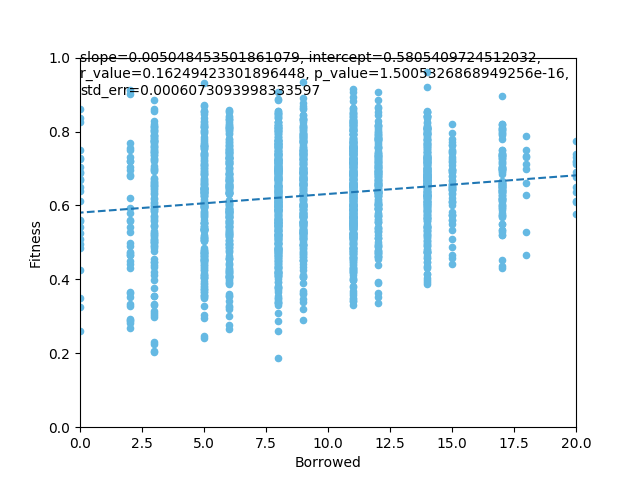 slope=0.005048453501861079, intercept=0.5805409724512032,
r_value=0.16249423301896448, p_value=1.5005326868949256e-16,
std_err=0.0006073093998333597
1.0
0.8
0.6
0.4
0.2
0.0
Fitness
0.0 2.5 5.0 7.5 10.0 12.5 15.0 17.5 20.0
Borrowed